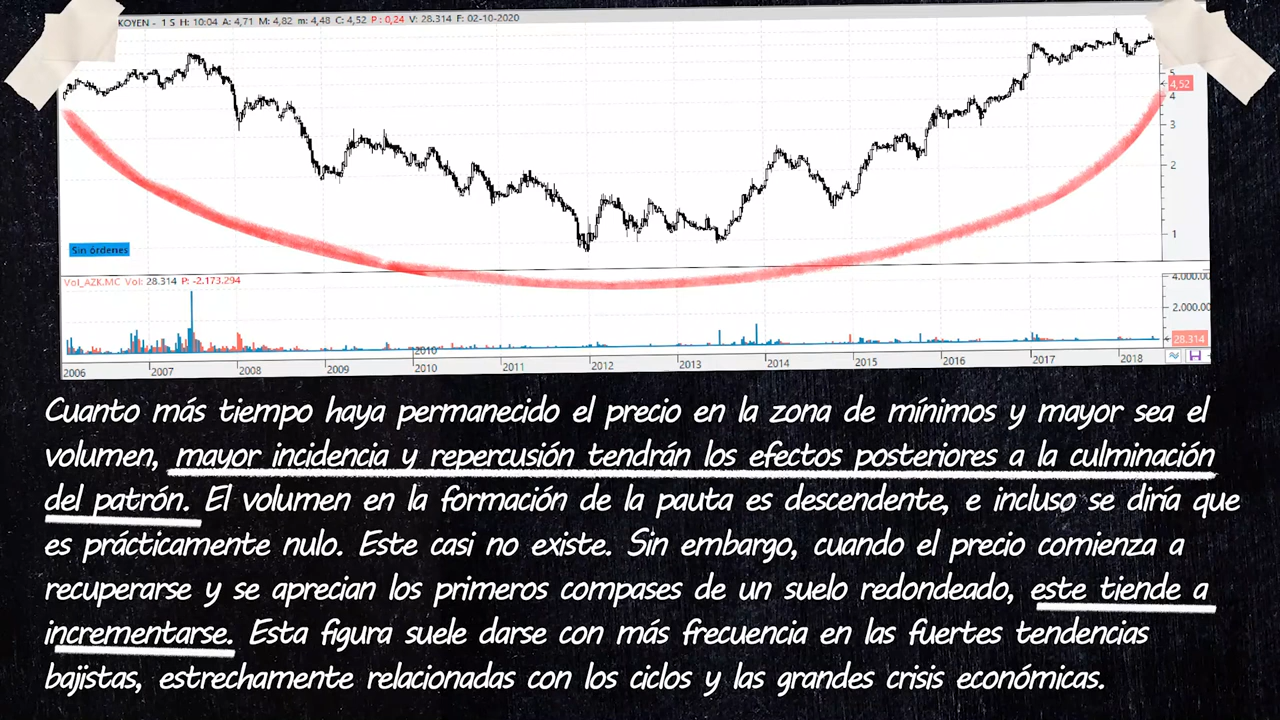 KOYEN - 1 S H: 10:04 A: 4,71 M: 4,82 m: 4,48 C: 4,52 P: 0,24 V: 28.314 F: 02-10-2020
5
4,52
4
3
2
1
Sin órdenes
Vol_AZK.MC Vol: 28.314 P: -2.173.294
4.000.00
2.000.00
28.314
2010
2006 2007 2008 2009 2010 2011 2012 2013 2014 2015 2016 2017 2018
Cuanto más tiempo haya permanecido el precio en la zona de mínimos y mayor sea el
volumen, mayor incidencia y repercusión tendrán los efectos posteriores a la culminación
del patrón. El volumen en la formación de la pauta es descendente, e incluso se diría que
es prácticamente nulo. Este casi no existe. Sin embargo, cuando el precio comienza a
recuperarse y se aprecian los primeros compases de un suelo redondeado, este tiende a
incrementarse. Esta figura suele darse con más frecuencia en las fuertes tendencias
bajistas, estrechamente relacionadas con los ciclos y las grandes crisis económicas.